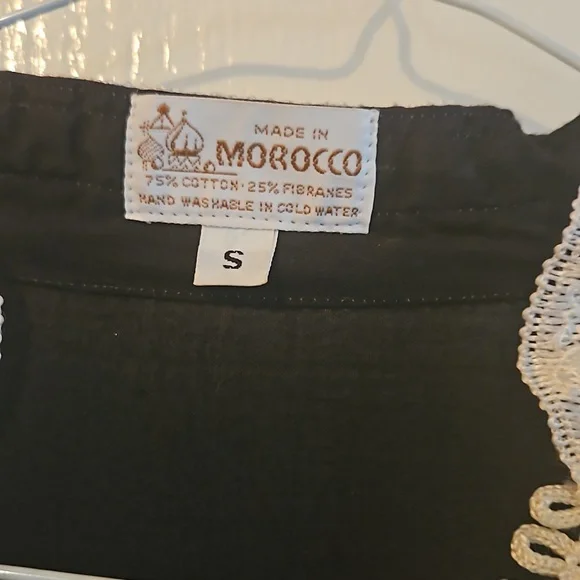 MADE IN
MOROCCO
75% COTTON·25% FIBRANES
HAND WASHABLE IN COLD WATER
S